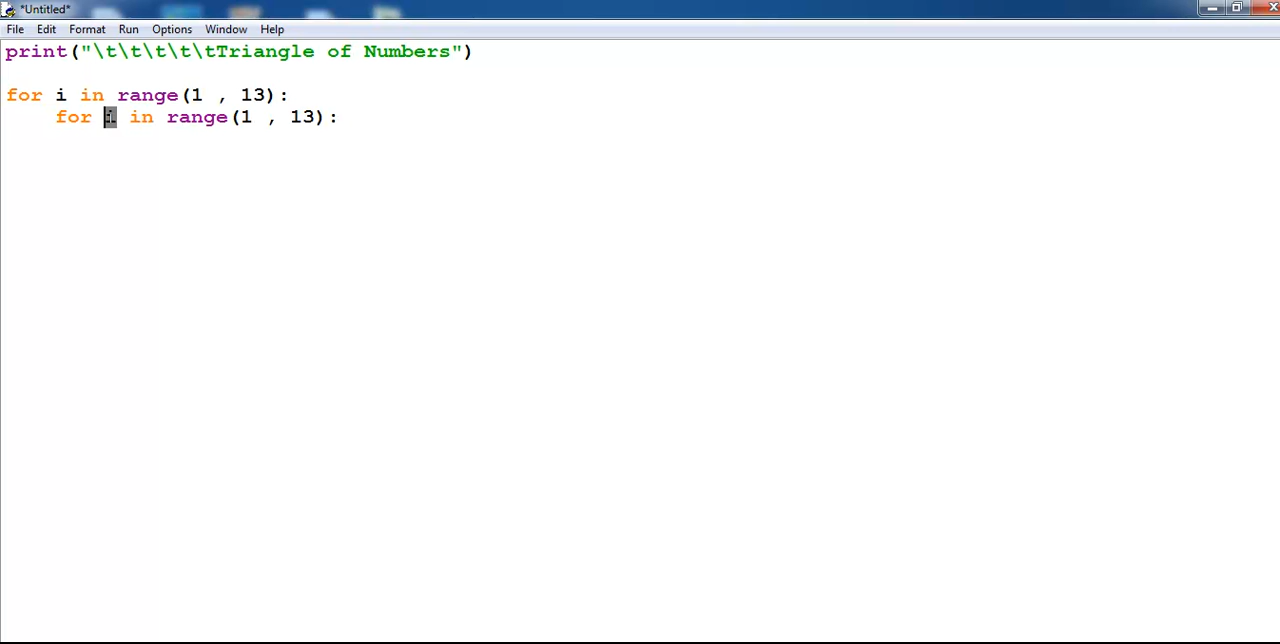 *Untitled*
File Edit Format Run Options Window Help
print("\t\t\t\t\tTriangle of Numbers")
for i in range(1 , 13):
    for i in range(1 , 13):